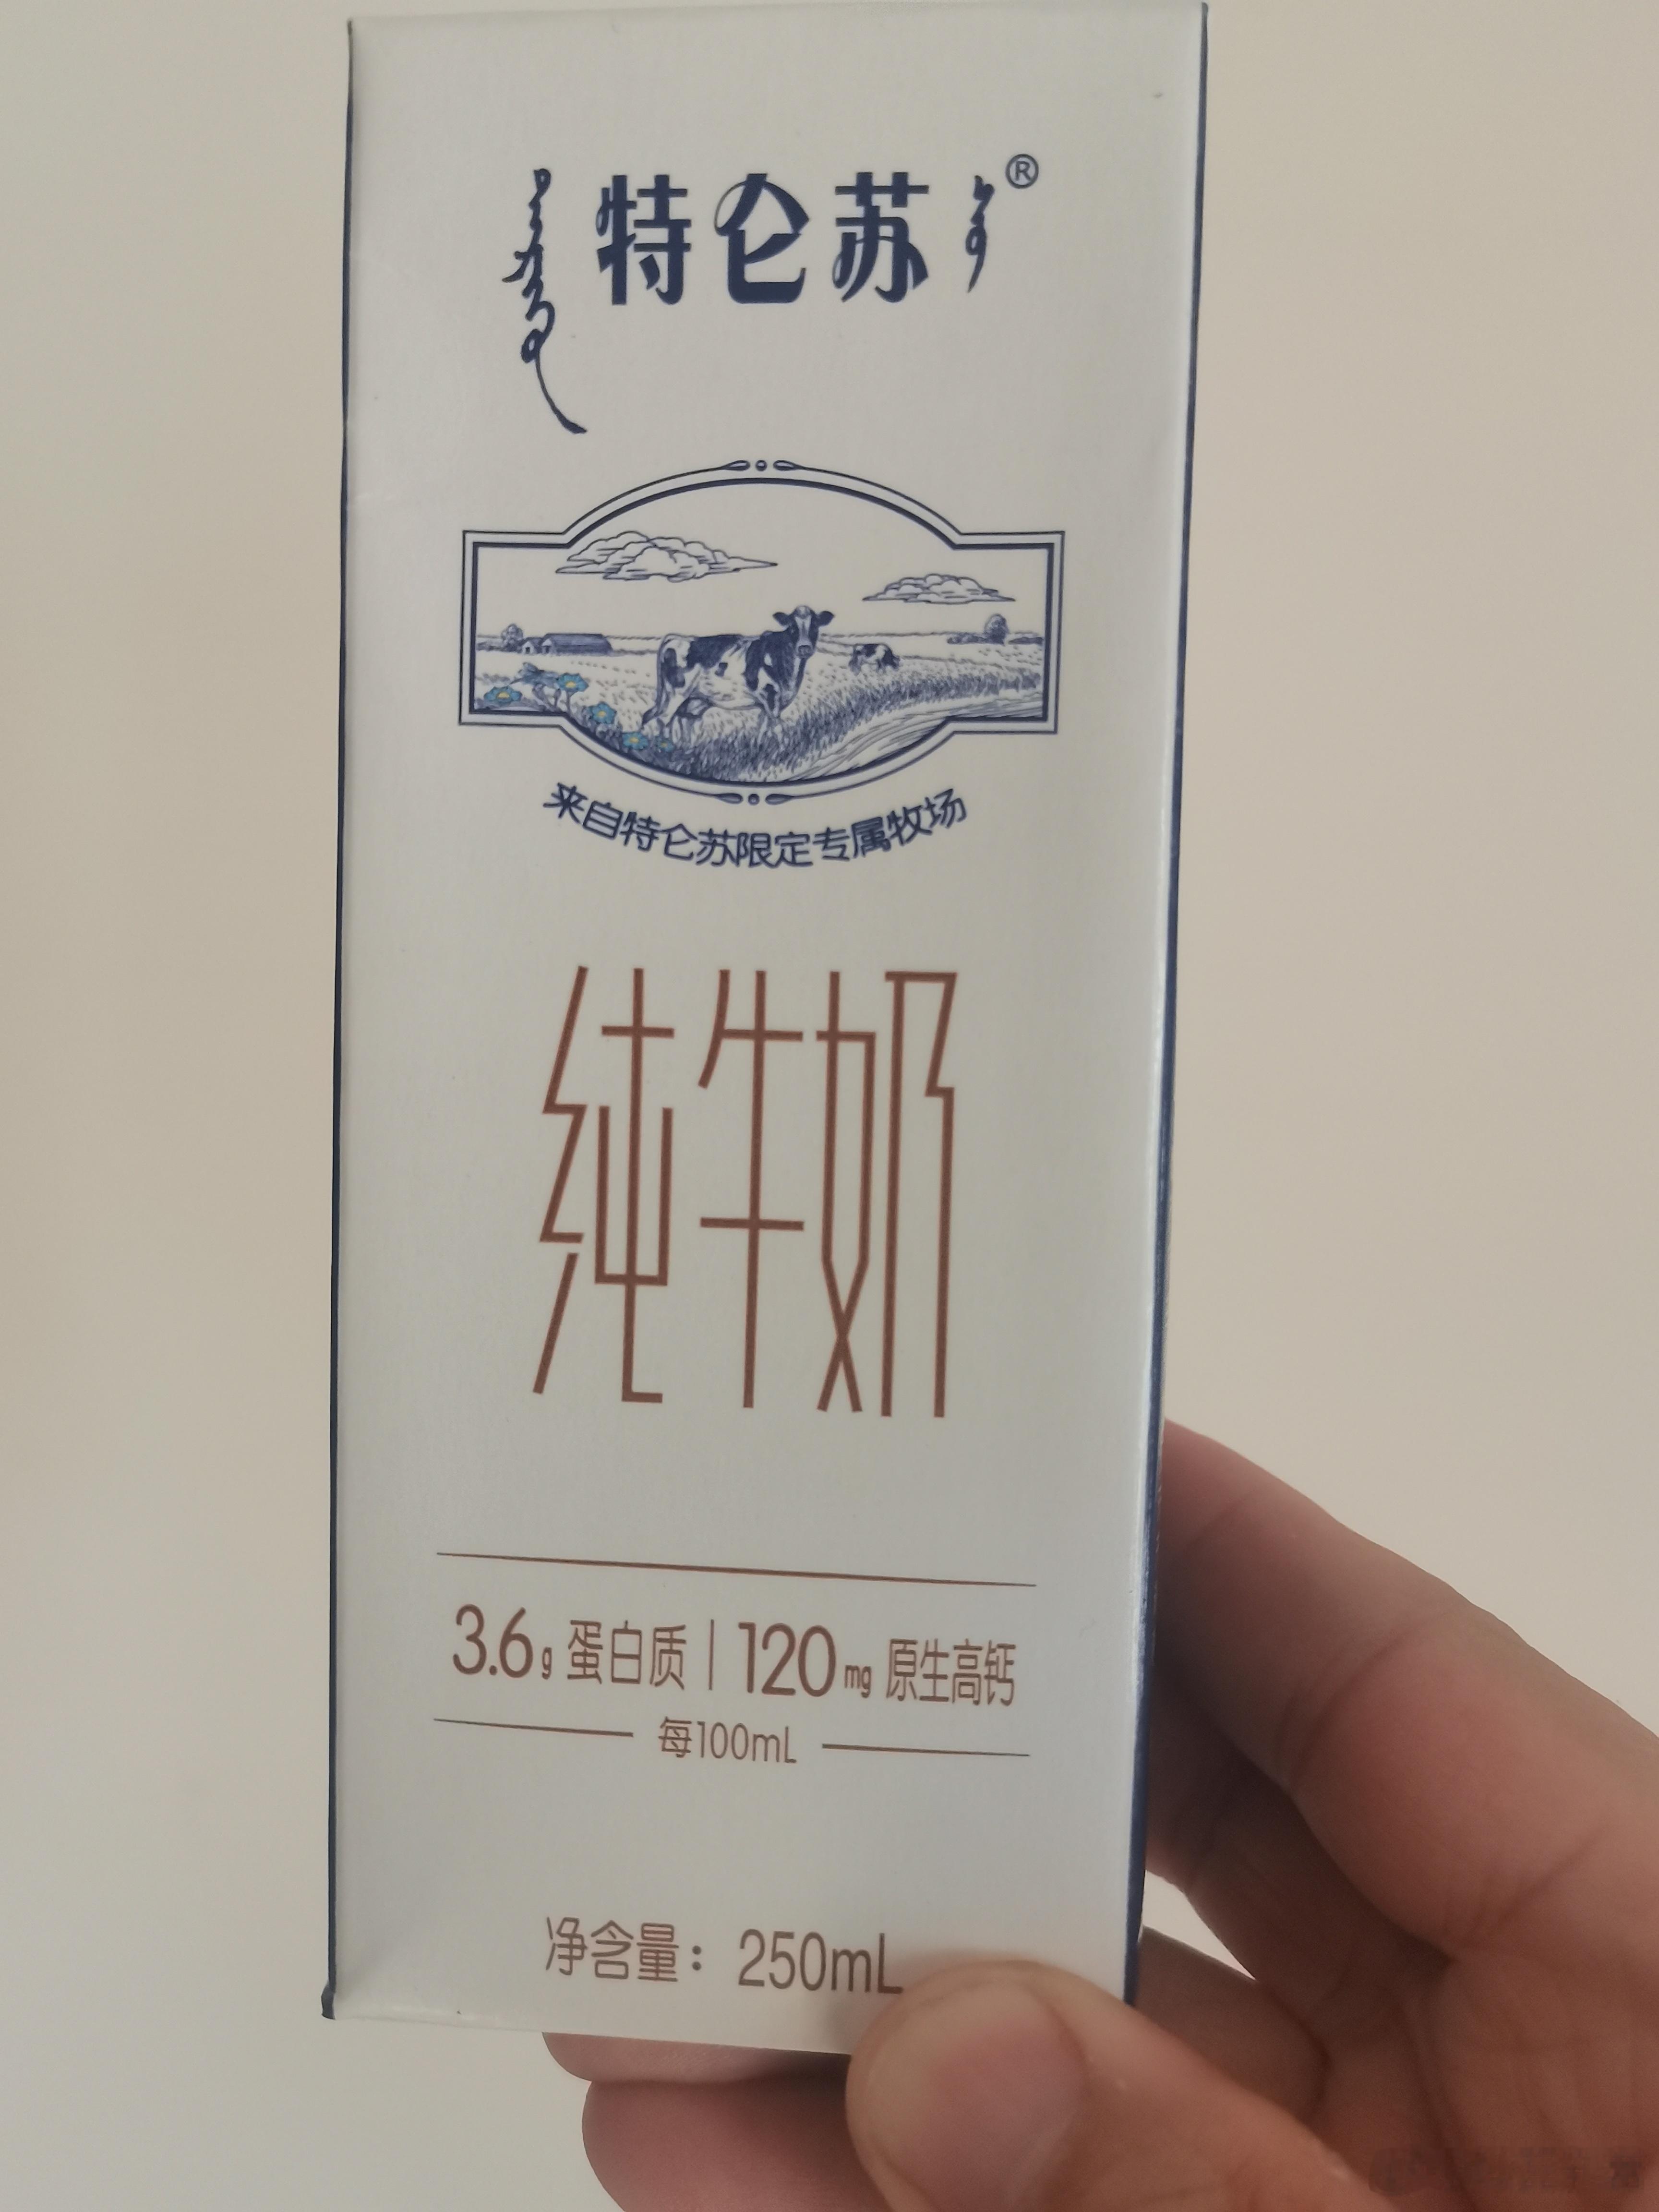 特仑苏®
来自特仑苏限定专属牧场
纯牛奶
3.6g 蛋白质 | 120mg 原生高钙
每100mL
净含量：250mL